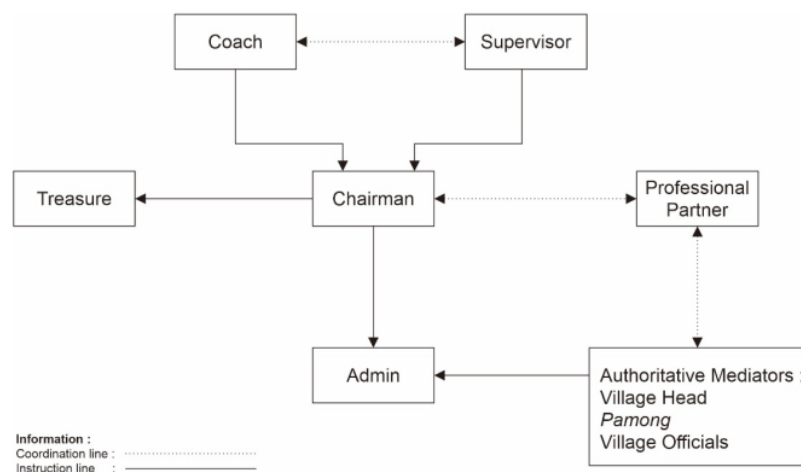 Coach
Supervisor
Treasure
Chairman
Professional
Partner
Admin
Authoritative Mediators :
Village Head
Pamong
Village Officials
Information :
Coordination line :
Instruction line :